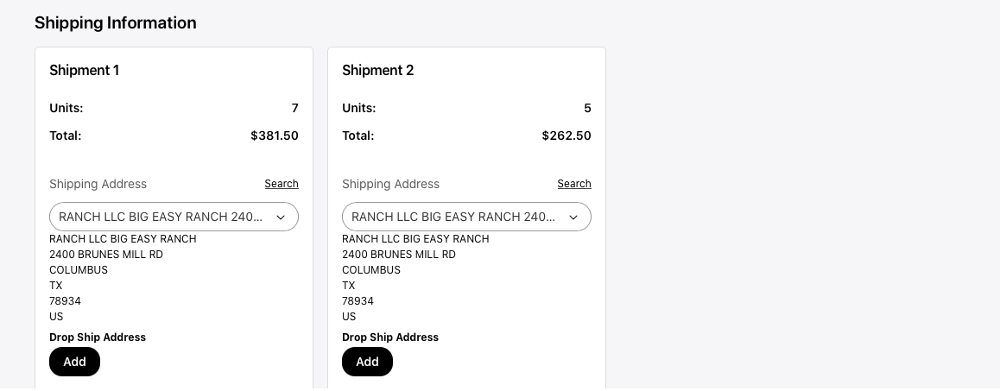 Shipping Information
Shipment 1
Units: 7
Total: $381.50
Shipping Address Search
RANCH LLC BIG EASY RANCH 240...
RANCH LLC BIG EASY RANCH
2400 BRUNES MILL RD
COLUMBUS
TX
78934
US
Drop Ship Address
Add
Shipment 2
Units: 5
Total: $262.50
Shipping Address Search
RANCH LLC BIG EASY RANCH 240...
RANCH LLC BIG EASY RANCH
2400 BRUNES MILL RD
COLUMBUS
TX
78934
US
Drop Ship Address
Add